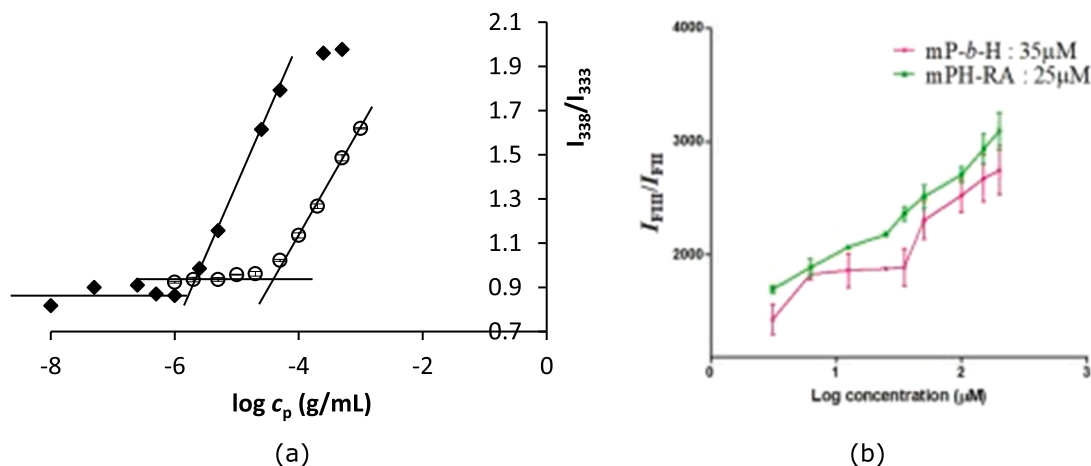 2.1
1.9
1.7
1.5
1.3
1.1
0.9
0.7
I338/I333
-8
-6
-4
-2
0
log cp (g/mL)
(a)
4000
3000
2000
IFIII/IFII
mP-b-H : 35μM
mPH-RA : 25μM
0
1
2
3
Log concentration (μM)
(b)